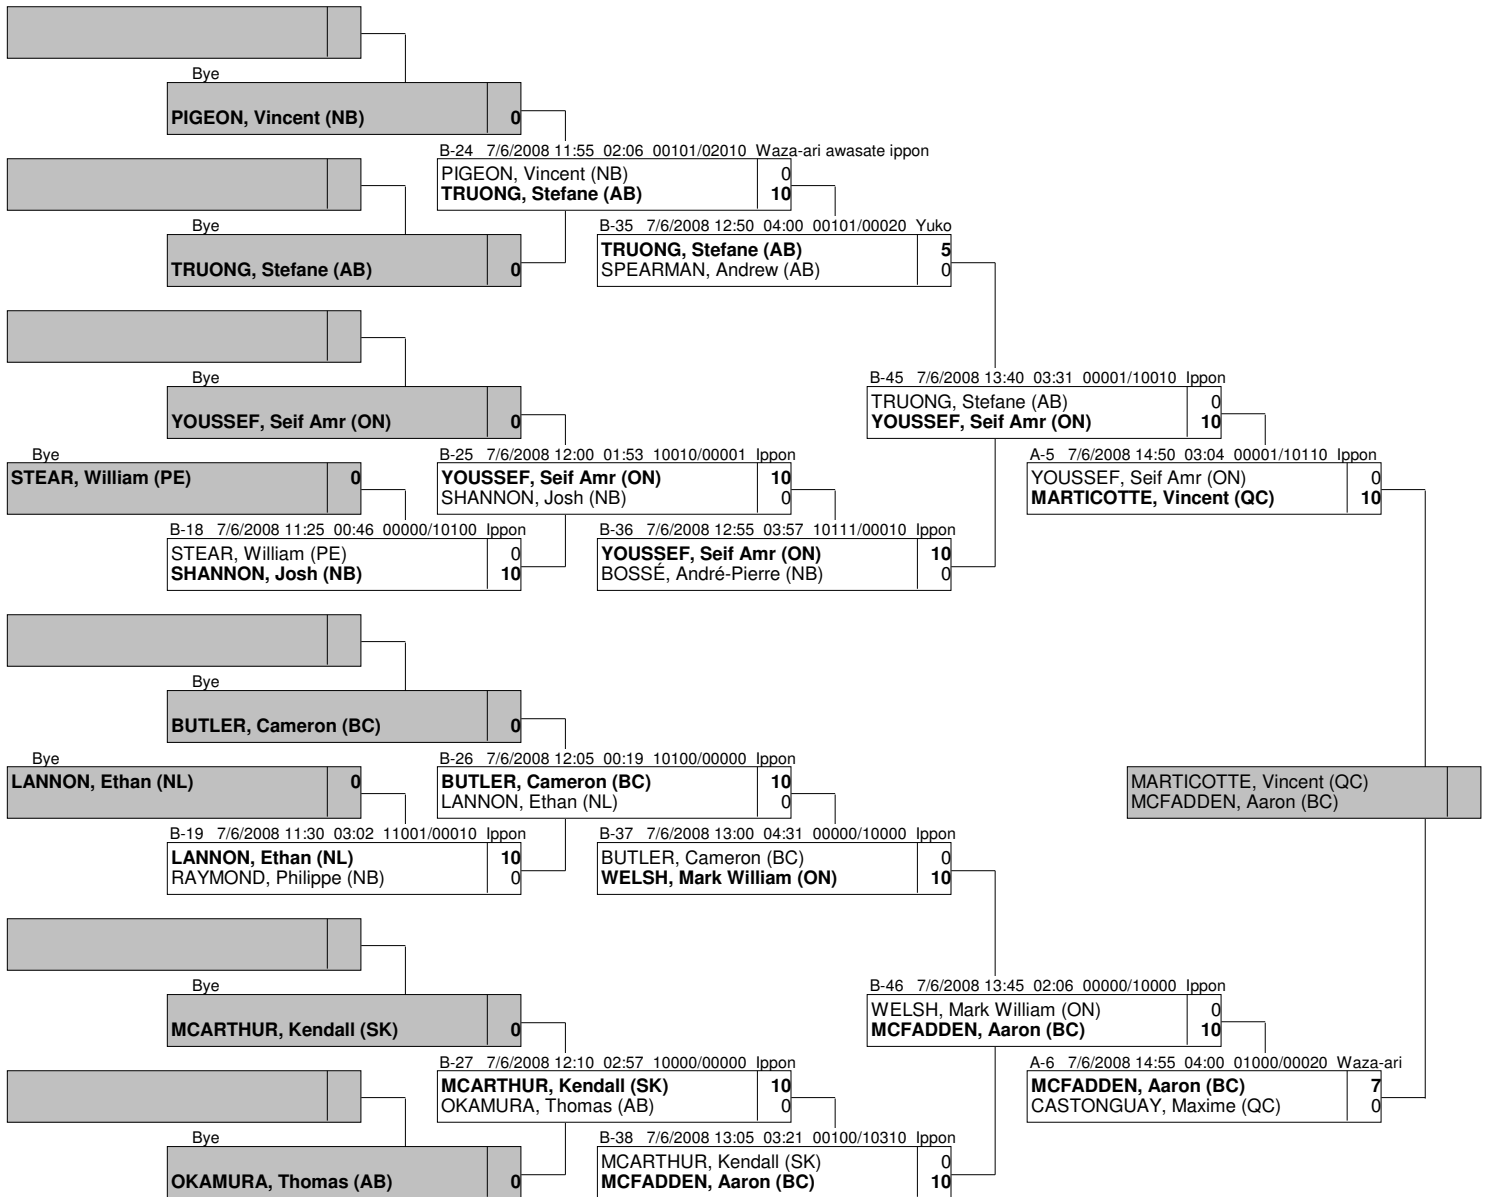 Bye
PIGEON, Vincent (NB) 0
B-24 7/6/2008 11:55 02:06 00101/02010 Waza-ari awasate ippon
PIGEON, Vincent (NB) 0
TRUONG, Stefane (AB) 10
Bye
TRUONG, Stefane (AB) 0
B-35 7/6/2008 12:50 04:00 00101/00020 Yuko
TRUONG, Stefane (AB) 5
SPEARMAN, Andrew (AB) 0
Bye
YOUSSEF, Seif Amr (ON) 0
B-45 7/6/2008 13:40 03:31 00001/10010 Ippon
TRUONG, Stefane (AB) 0
YOUSSEF, Seif Amr (ON) 10
Bye
STEAR, William (PE) 0
B-25 7/6/2008 12:00 01:53 10010/00001 Ippon
YOUSSEF, Seif Amr (ON) 10
SHANNON, Josh (NB) 0
A-5 7/6/2008 14:50 03:04 00001/10110 Ippon
YOUSSEF, Seif Amr (ON) 0
MARTICOTTE, Vincent (QC) 10
B-18 7/6/2008 11:25 00:46 00000/10100 Ippon
STEAR, William (PE) 0
SHANNON, Josh (NB) 10
B-36 7/6/2008 12:55 03:57 10111/00010 Ippon
YOUSSEF, Seif Amr (ON) 10
BOSSÉ, André-Pierre (NB) 0
Bye
BUTLER, Cameron (BC) 0
Bye
LANNON, Ethan (NL) 0
B-26 7/6/2008 12:05 00:19 10100/00000 Ippon
BUTLER, Cameron (BC) 10
LANNON, Ethan (NL) 0
MARTICOTTE, Vincent (QC)
MCFADDEN, Aaron (BC)
B-19 7/6/2008 11:30 03:02 11001/00010 Ippon
LANNON, Ethan (NL) 10
RAYMOND, Philippe (NB) 0
B-37 7/6/2008 13:00 04:31 00000/10000 Ippon
BUTLER, Cameron (BC) 0
WELSH, Mark William (ON) 10
Bye
MCARTHUR, Kendall (SK) 0
B-46 7/6/2008 13:45 02:06 00000/10000 Ippon
WELSH, Mark William (ON) 0
MCFADDEN, Aaron (BC) 10
B-27 7/6/2008 12:10 02:57 10000/00000 Ippon
MCARTHUR, Kendall (SK) 10
OKAMURA, Thomas (AB) 0
A-6 7/6/2008 14:55 04:00 01000/00020 Waza-ari
MCFADDEN, Aaron (BC) 7
CASTONGUAY, Maxime (QC) 0
Bye
OKAMURA, Thomas (AB) 0
B-38 7/6/2008 13:05 03:21 00100/10310 Ippon
MCARTHUR, Kendall (SK) 0
MCFADDEN, Aaron (BC) 10